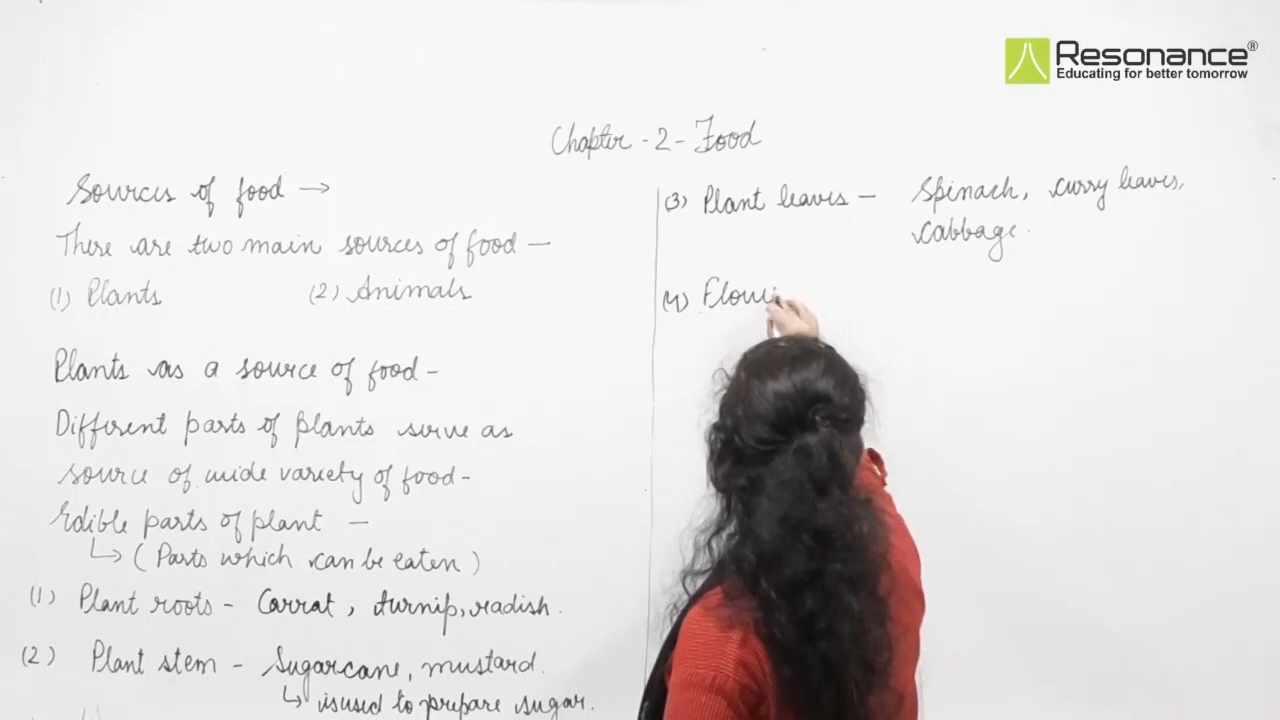 Resonance®
Educating for better tomorrow
Chapter - 2 - Food
Sources of food →
There are two main sources of food -
(1) Plants (2) Animals
Plants as a source of food -
Different parts of plants serve as
source of wide variety of food -
Edible parts of plant -
↳ (Parts which can be eaten)
(1) Plant roots - Carrat, turnip, radish.
(2) Plant stem - Sugarcane, mustard.
↳ is used to prepare sugar.
(3) Plant leaves - Spinach, curry leaves,
cabbage.
(4) Flow